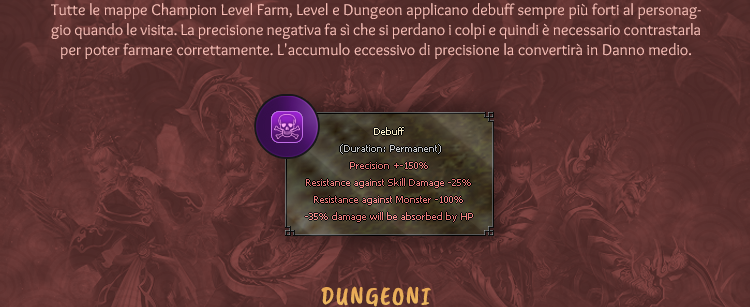 Tutte le mappe Champion Level Farm, Level e Dungeon applicano debuff sempre più forti al personag-
gio quando le visita. La precisione negativa fa sì che si perdano i colpi e quindi è necessario contrastarla
per poter farmare correttamente. L'accumulo eccessivo di precisione la convertirà in Danno medio.
Debuff
(Duration: Permanent)
Precision +-150%
Resistance against Skill Damage -25%
Resistance against Monster -100%
-35% damage will be absorbed by HP
DUNGEONI